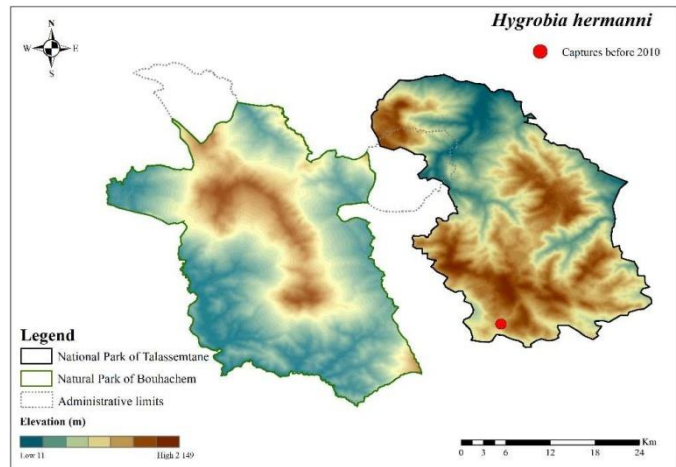 Hygrobia hermanni
Captures before 2010
N
W E
S
Legend
National Park of Talassemtane
Natural Park of Bouhachem
Administrative limits
Elevation (m)
Low 11 High 2 149
Km
0 3 6 12 18 24